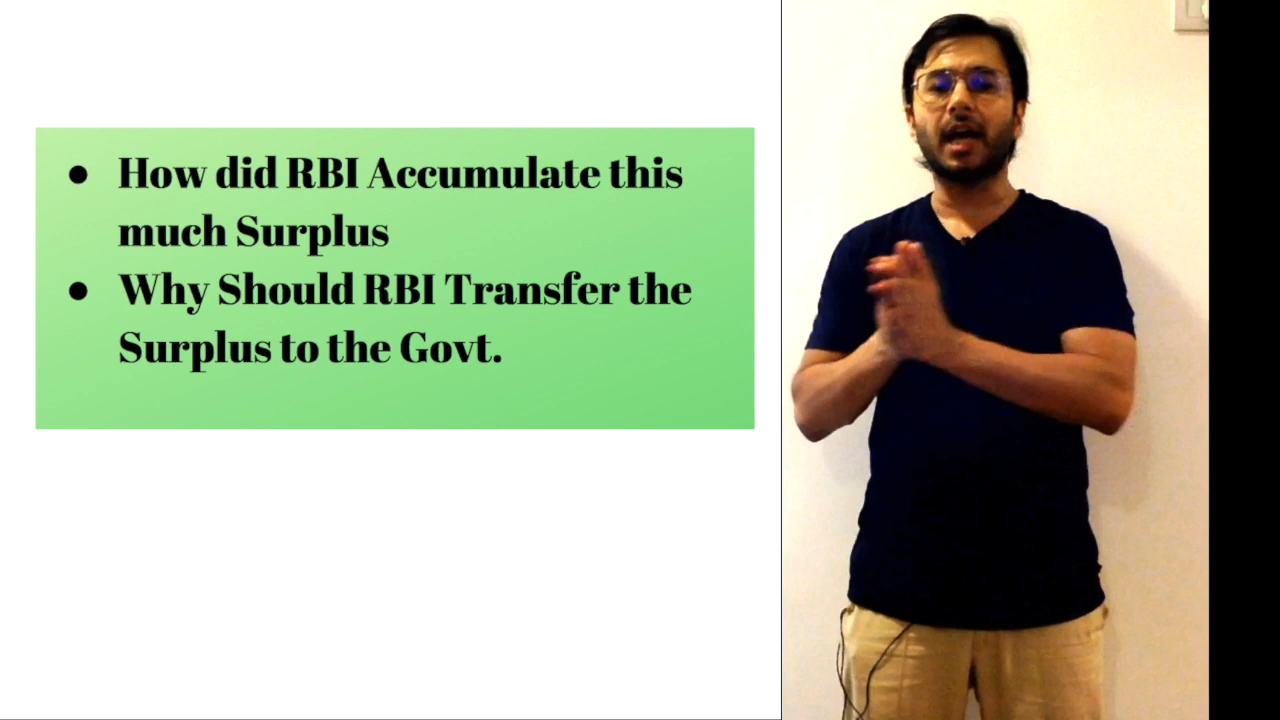 ● How did RBI Accumulate this
much Surplus
● Why Should RBI Transfer the
Surplus to the Govt.